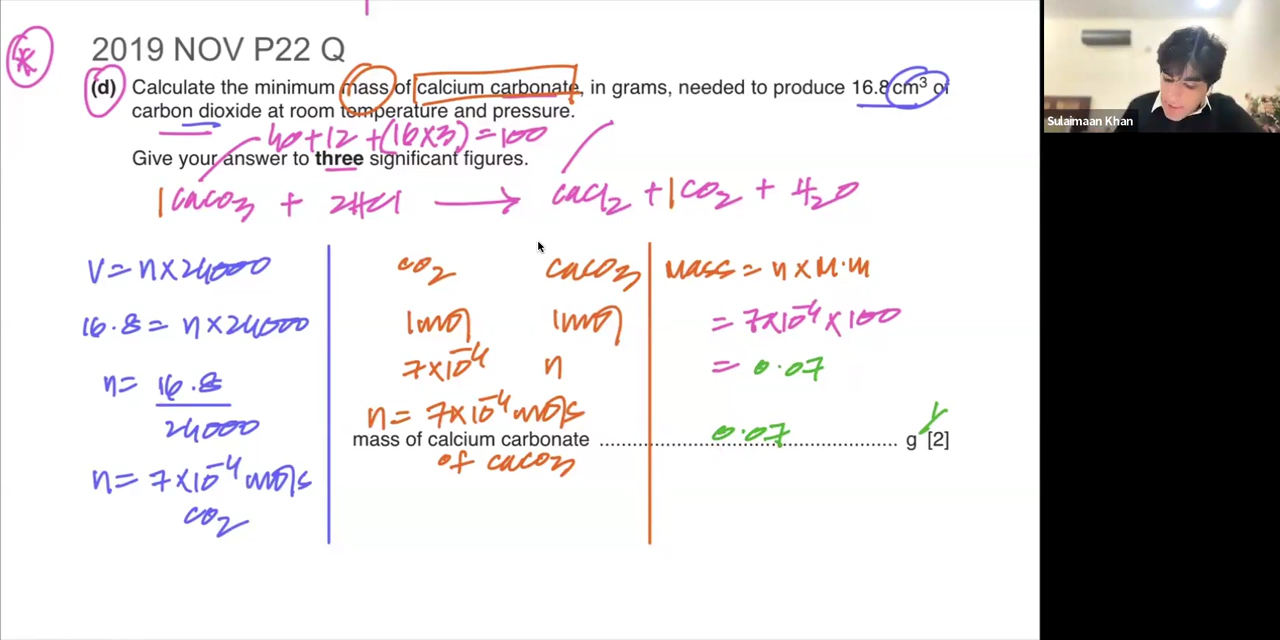 2019 NOV P22 Q
(d) Calculate the minimum mass of calcium carbonate, in grams, needed to produce 16.8 cm³ of
carbon dioxide at room temperature and pressure.
40+12+(16×3)=100
Give your answer to three significant figures.
1CaCO3 + 2HCl → CaCl2 + 1CO2 + H2O
V = n×24000
16.8 = n×24000
n = 16.8
24000
n = 7×10⁻⁴ mols
CO2
CO2 CaCO3
1mol 1mol
7×10⁻⁴ n
n = 7×10⁻⁴ mols
of CaCO3
Mass = n × M.M
= 7×10⁻⁴ × 100
= 0.07
mass of calcium carbonate 0.07 g [2]
Sulaimaan Khan